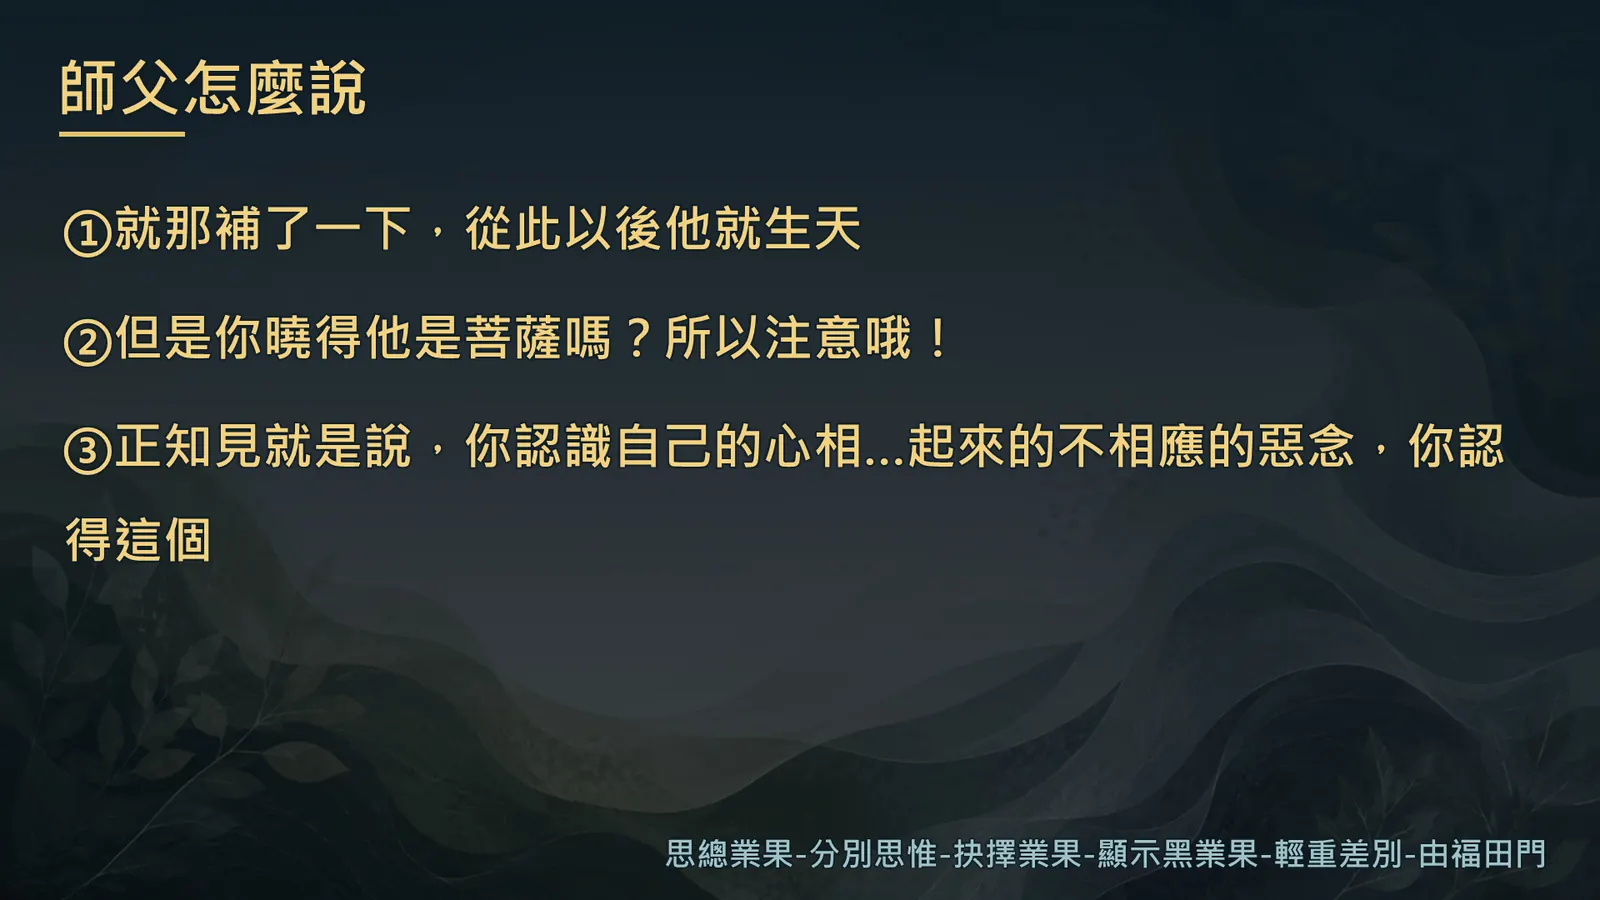 師父怎麼說
①就那補了一下，從此以後他就生天
②但是你曉得他是菩薩嗎？所以注意哦！
③正知見就是說，你認識自己的心相...起來的不相應的惡念，你認
得這個
思總業果-分別思惟-抉擇業果-顯示黑業果-輕重差別-由福田門